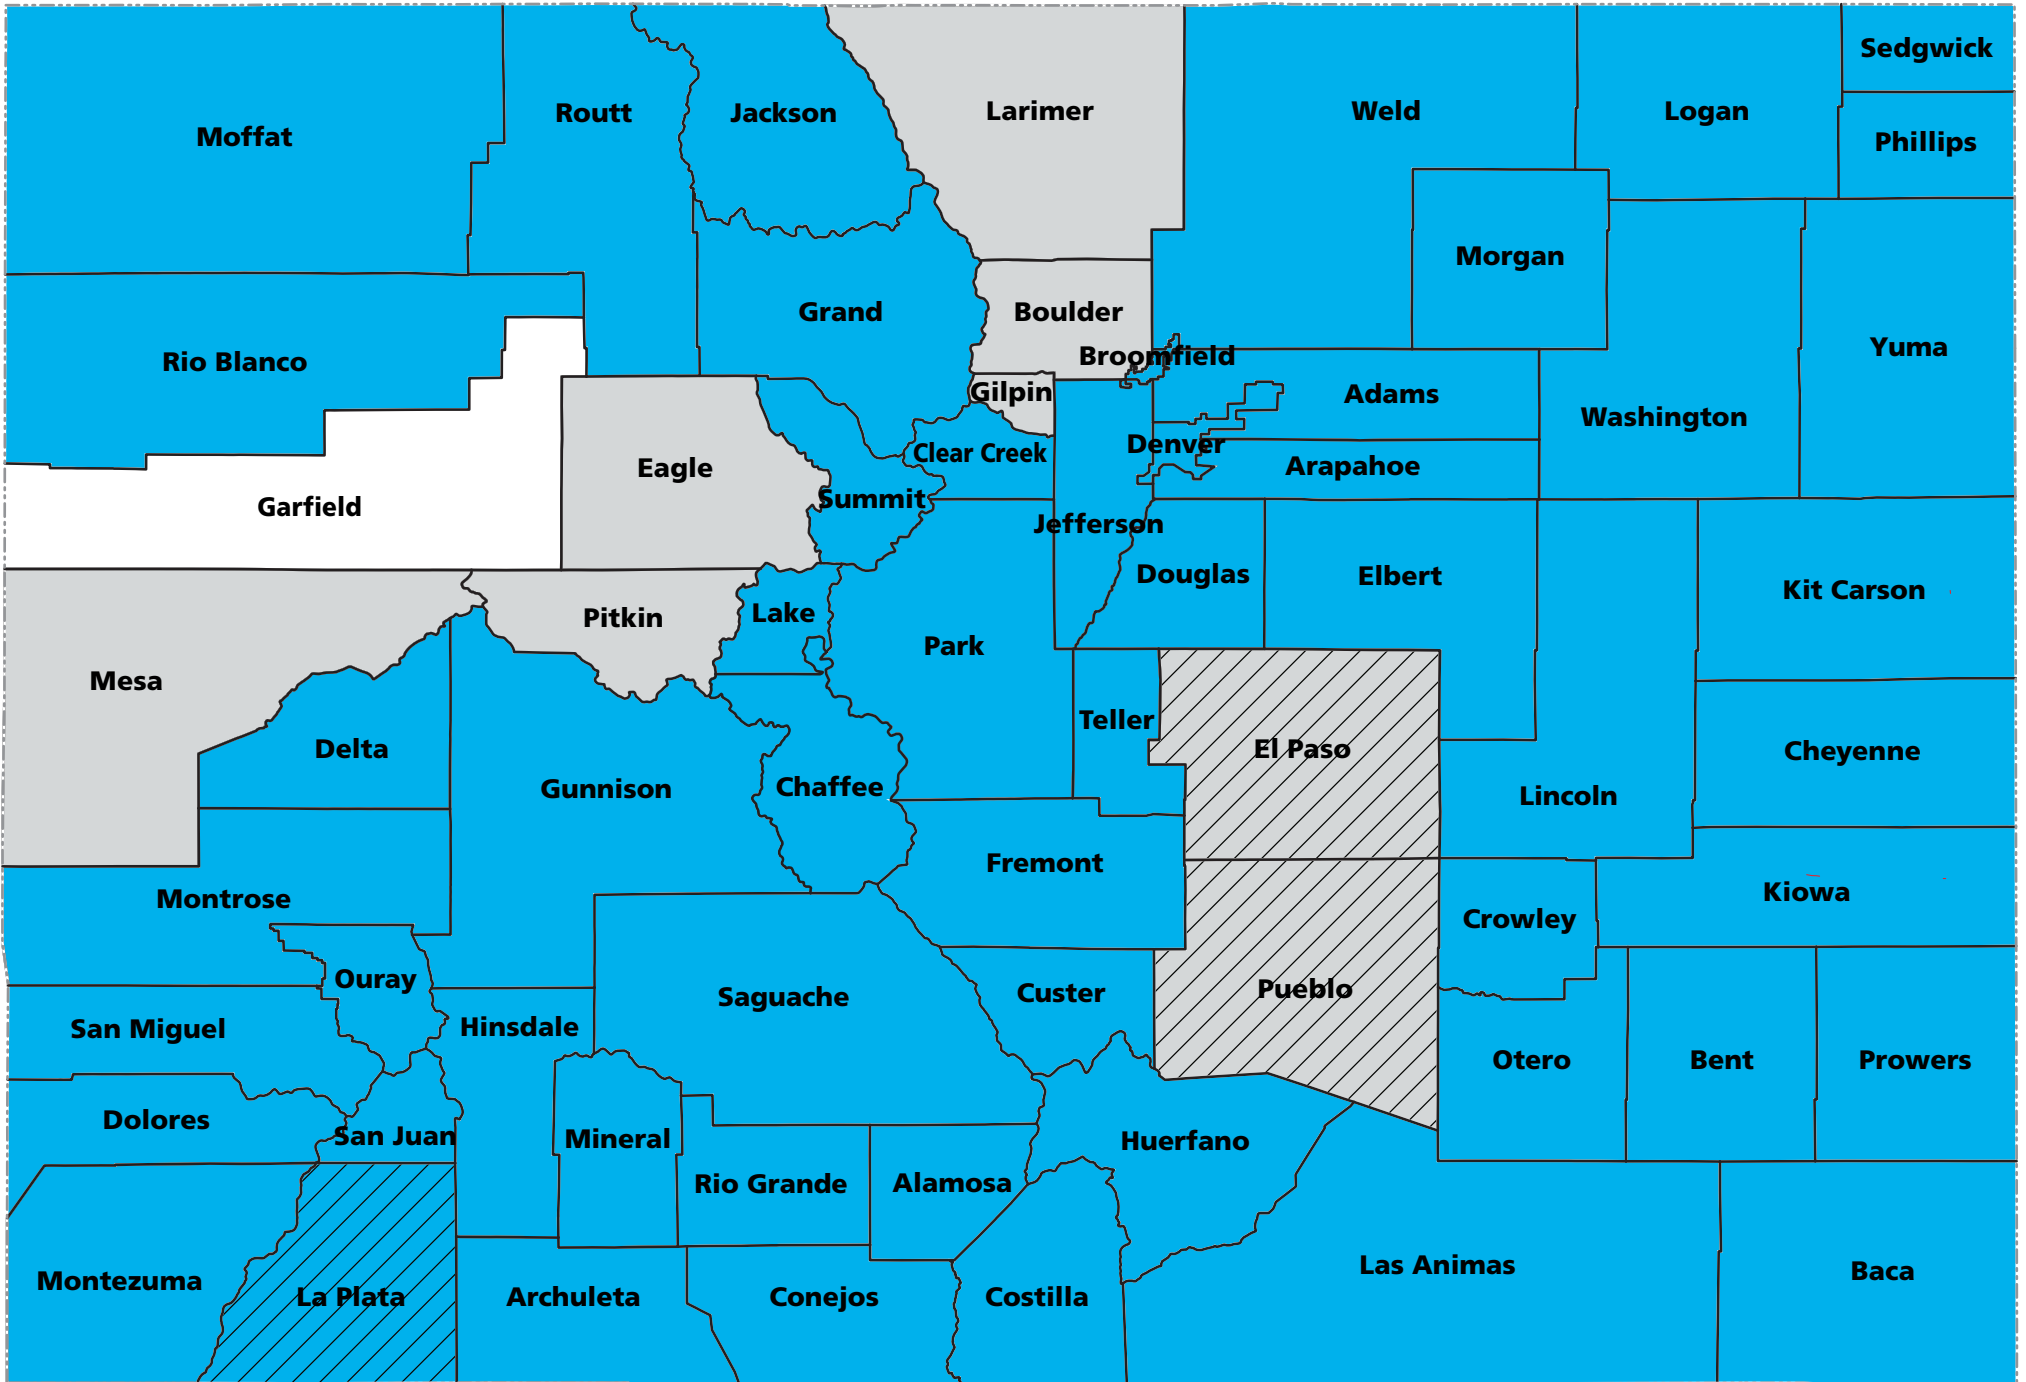 Sedgwick
Moffat
Routt
Jackson
Larimer
Weld
Logan
Phillips
Morgan
Grand
Boulder
Rio Blanco
Broomfield
Yuma
Gilpin
Adams
Washington
Clear Creek
Denver
Eagle
Arapahoe
Garfield
Summit
Jefferson
Douglas
Elbert
Kit Carson
Lake
Pitkin
Park
Mesa
Teller
Delta
El Paso
Cheyenne
Gunnison
Chaffee
Lincoln
Fremont
Montrose
Kiowa
Crowley
Ouray
Saguache
Custer
Pueblo
San Miguel
Hinsdale
Otero
Bent
Prowers
Dolores
San Juan
Mineral
Huerfano
Rio Grande
Alamosa
Montezuma
La Plata
Archuleta
Conejos
Costilla
Las Animas
Baca